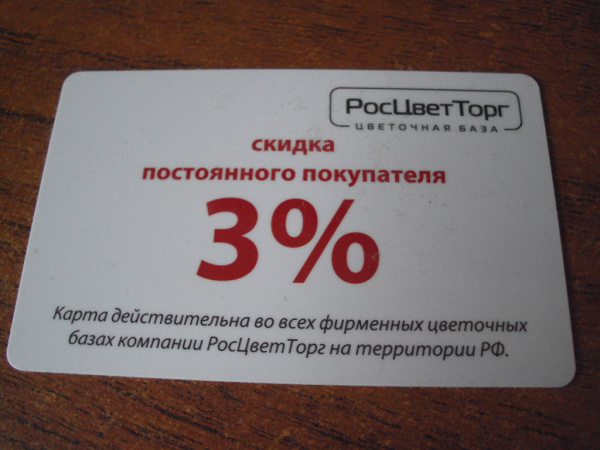 РосЦветТорг
ЦВЕТОЧНАЯ БАЗА
скидка
постоянного покупателя
3%
Карта действительна во всех фирменных цветочных
базах компании РосЦветТорг на территории РФ.